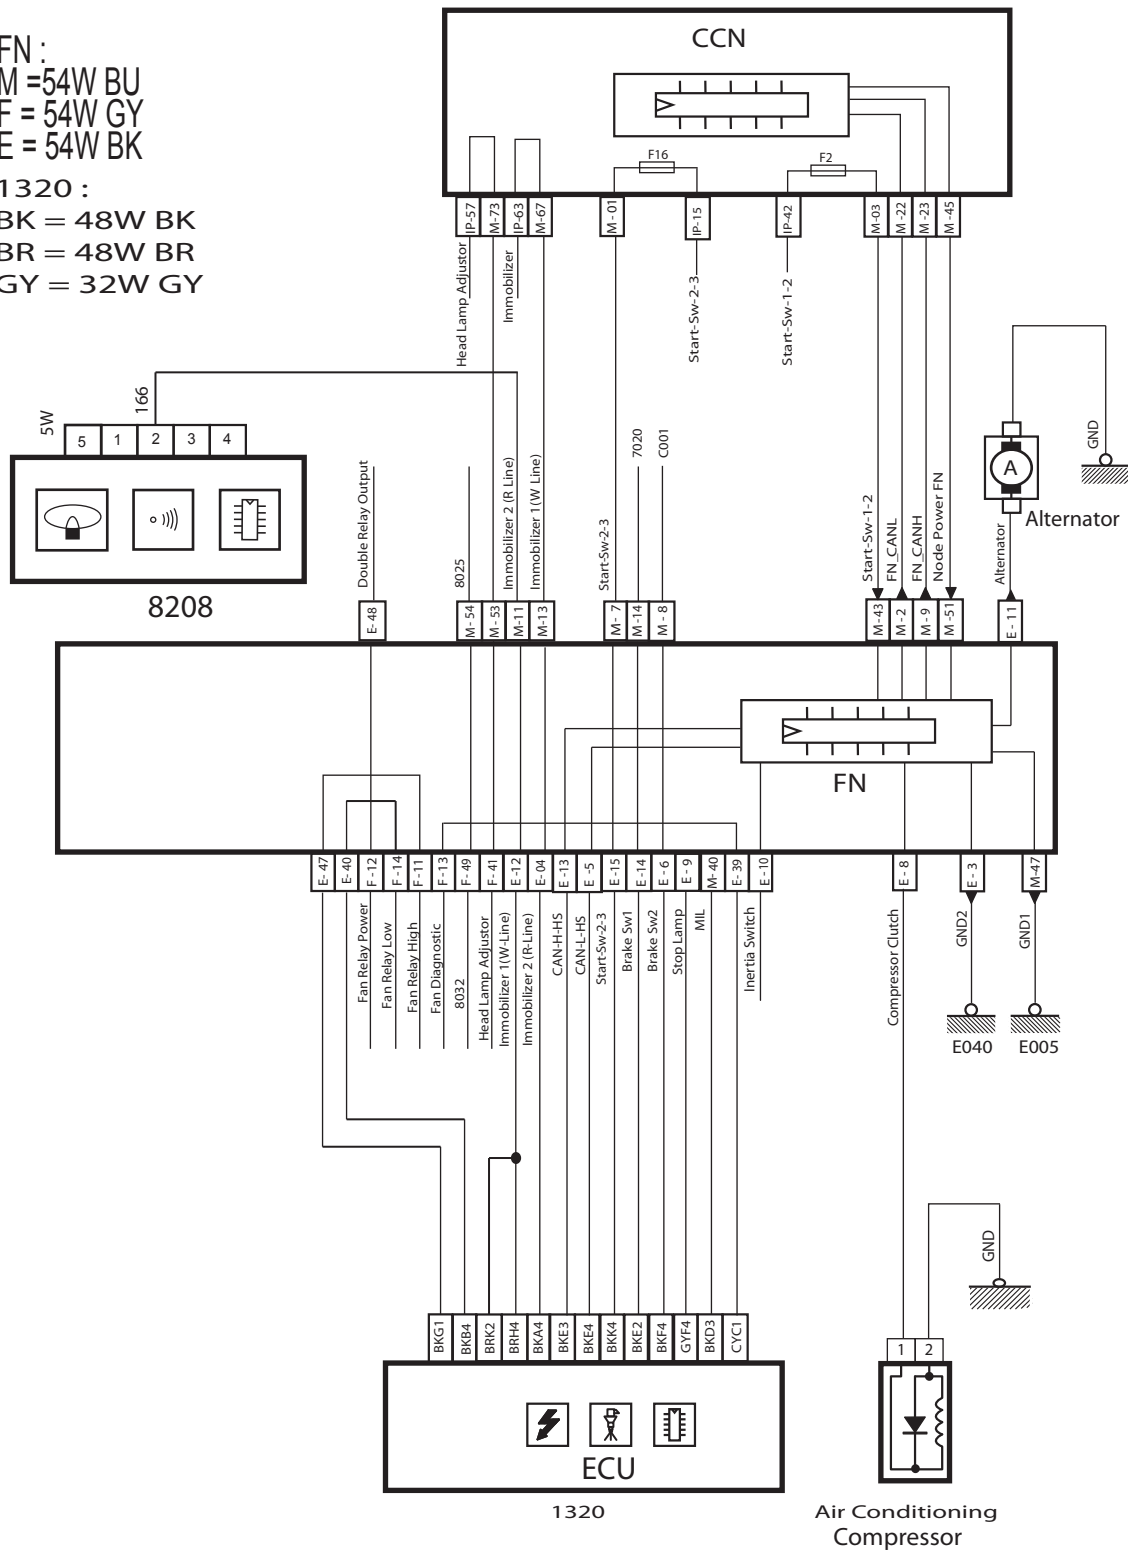 FN :
M =54W BU
F = 54W GY
E = 54W BK
1320 :
BK = 48W BK
BR = 48W BR
GY = 32W GY
CCN
F16
F2
IP-57
M-73
IP-63
M-67
M - 01
IP-15
IP-42
M-03
M -22
M -23
M -45
Head Lamp Adjustor
Immobilizer
Start-Sw-2-3
Start-Sw-1-2
5W
166
5
1
2
3
4
8208
Double Relay Output
8025
Immobilizer 2 (R Line)
Immobilizer 1(W Line)
Start-Sw-2-3
7020
C001
Start-Sw-1-2
FN_CANL
FN_CANH
Node Power FN
Alternator
A
Alternator
GND
E- 48
M - 54
M - 53
M -11
M-13
M - 7
M -14
M - 8
M -43
M - 2
M - 9
M -51
E - 11
FN
E- 47
E- 40
F -12
F -14
F -11
F -13
F- 49
F- 41
E -12
E- 04
E -13
E -5
E -15
E -14
E - 6
E - 9
M- 40
E- 39
E -10
E - 8
E - 3
M-47
Fan Relay Power
Fan Relay Low
Fan Relay High
Fan Diagnostic
8032
Head Lamp Adjustor
Immobilizer 1(W-Line)
Immobilizer 2 (R-Line)
CAN-H-HS
CAN-L-HS
Start-Sw-2-3
Brake Sw1
Brake Sw2
Stop Lamp
MIL
Inertia Switch
Compressor Clutch
GND2
GND1
E040
E005
GND
BKG1
BKB4
BRK2
BRH4
BKA4
BKE3
BKE4
BKK4
BKE2
BKF4
GYF4
BKD3
CYC1
1
2
ECU
1320
Air Conditioning
Compressor